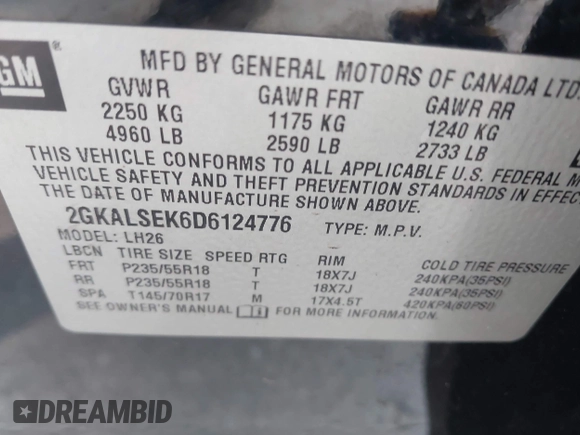 GM ®
MFD BY GENERAL MOTORS OF CANADA LTD.
GVWR GAWR FRT GAWR RR
2250 KG 1175 KG 1240 KG
4960 LB 2590 LB 2733 LB
THIS VEHICLE CONFORMS TO ALL APPLICABLE U.S. FEDERAL M
VEHICLE SAFETY AND THEFT PREVENTION STANDARDS IN EFFEC
THE DATE OF MANUFACTURE SHOWN ABOVE.
2GKALSEK6D6124776 TYPE: M.P.V.
MODEL: LH26
LBCN TIRE SIZE SPEED RTG RIM COLD TIRE PRESSURE
FRT P235/55R18 T 18X7J 240KPA(35PSI)
RR P235/55R18 T 18X7J 240KPA(35PSI)
SPA T145/70R17 M 17X4.5T 420KPA(60PSI)
SEE OWNER'S MANUAL FOR MORE INFORMATION.
DREAMBID